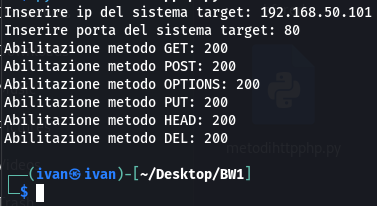 Inserire ip del sistema target: 192.168.50.101
Inserire porta del sistema target: 80
Abilitazione metodo GET: 200
Abilitazione metodo POST: 200
Abilitazione metodo OPTIONS: 200
Abilitazione metodo PUT: 200
Abilitazione metodo HEAD: 200
Abilitazione metodo DEL: 200
metodihttpphp.py
┌──(ivan㉿ivan)-[~/Desktop/BW1]
└─$